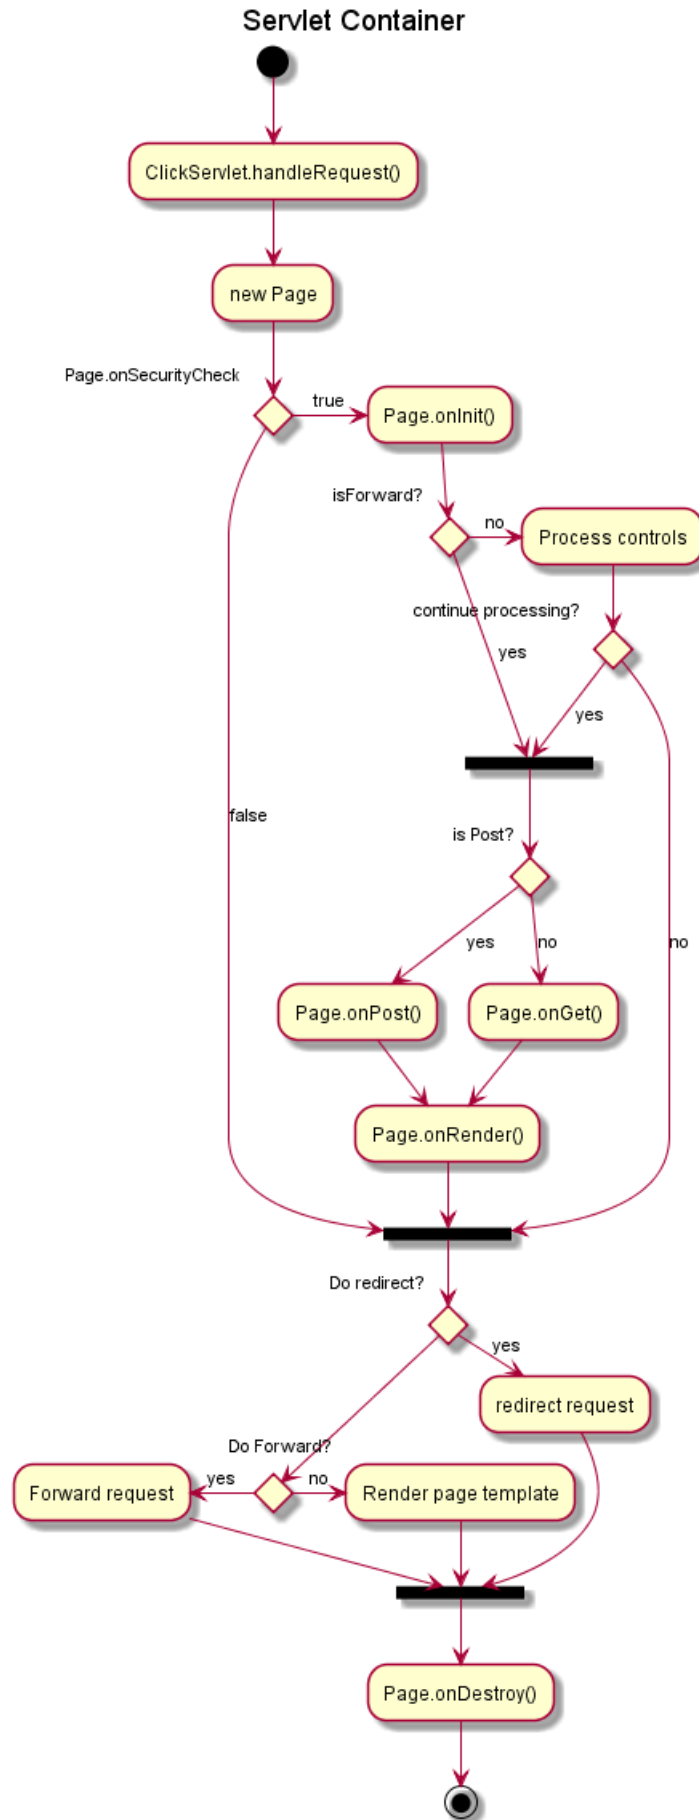 Servlet Container
ClickServlet.handleRequest()
new Page
Page.onSecurityCheck
true
Page.onInit()
isForward?
no
Process controls
continue processing?
yes
yes
false
is Post?
yes
no
no
Page.onPost()
Page.onGet()
Page.onRender()
Do redirect?
yes
redirect request
Do Forward?
yes
no
Forward request
Render page template
Page.onDestroy()